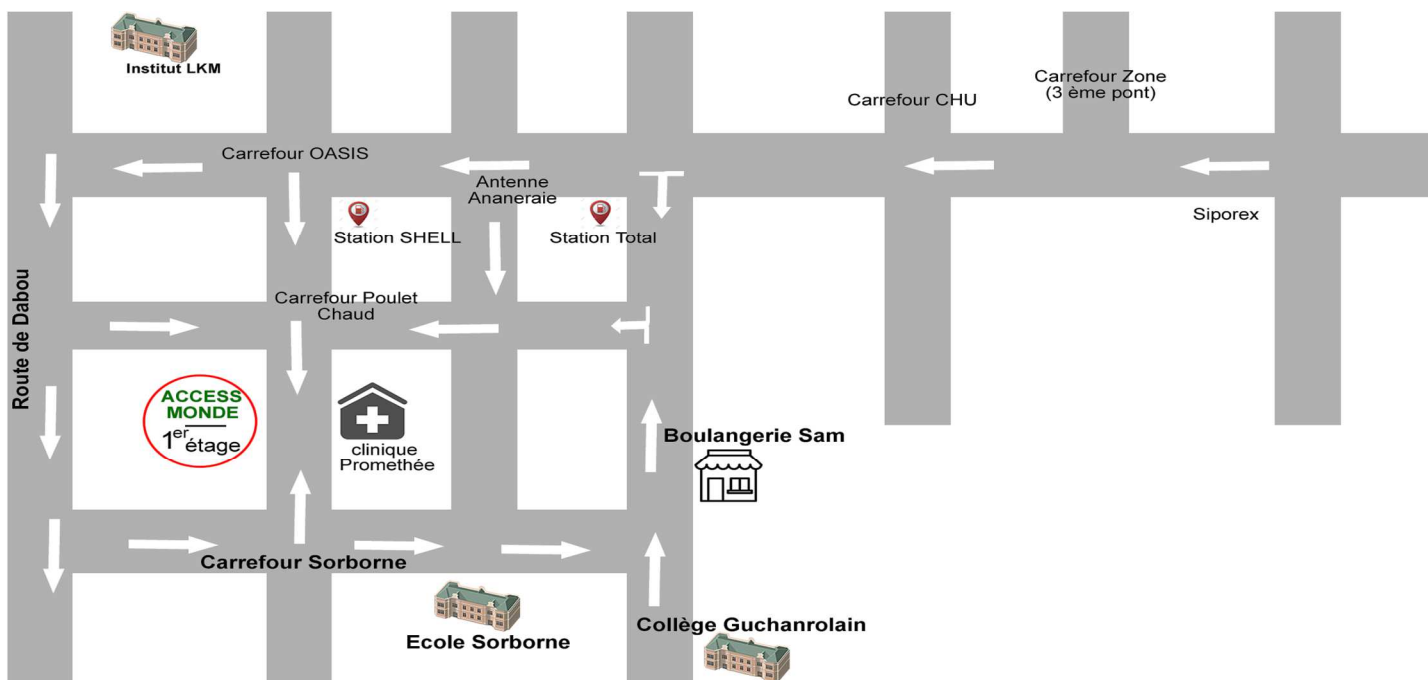 Institut LKM
Carrefour Zone
(3 ème pont)
Carrefour CHU
Carrefour OASIS
Antenne
Ananeraie
Station SHELL
Station Total
Siporex
Route de Dabou
Carrefour Poulet
Chaud
ACCESS
MONDE
1er étage
clinique
Promethée
Boulangerie Sam
Carrefour Sorborne
Ecole Sorborne
Collège Guchanrolain